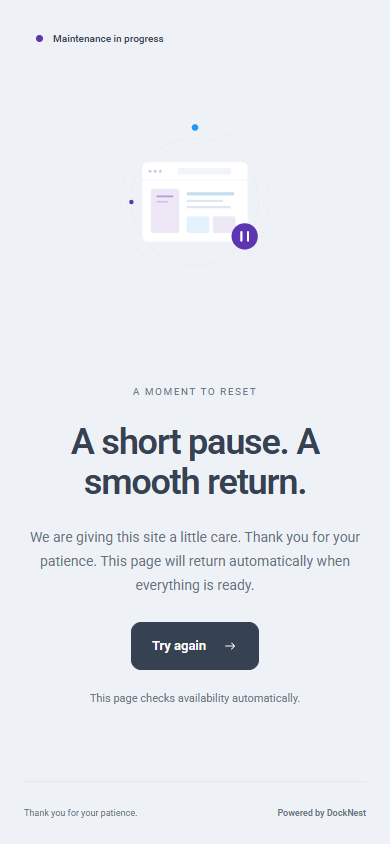 Maintenance in progress
A MOMENT TO RESET
A short pause. A
smooth return.
We are giving this site a little care. Thank you for your
patience. This page will return automatically when
everything is ready.
Try again →
This page checks availability automatically.
Thank you for your patience.
Powered by DockNest